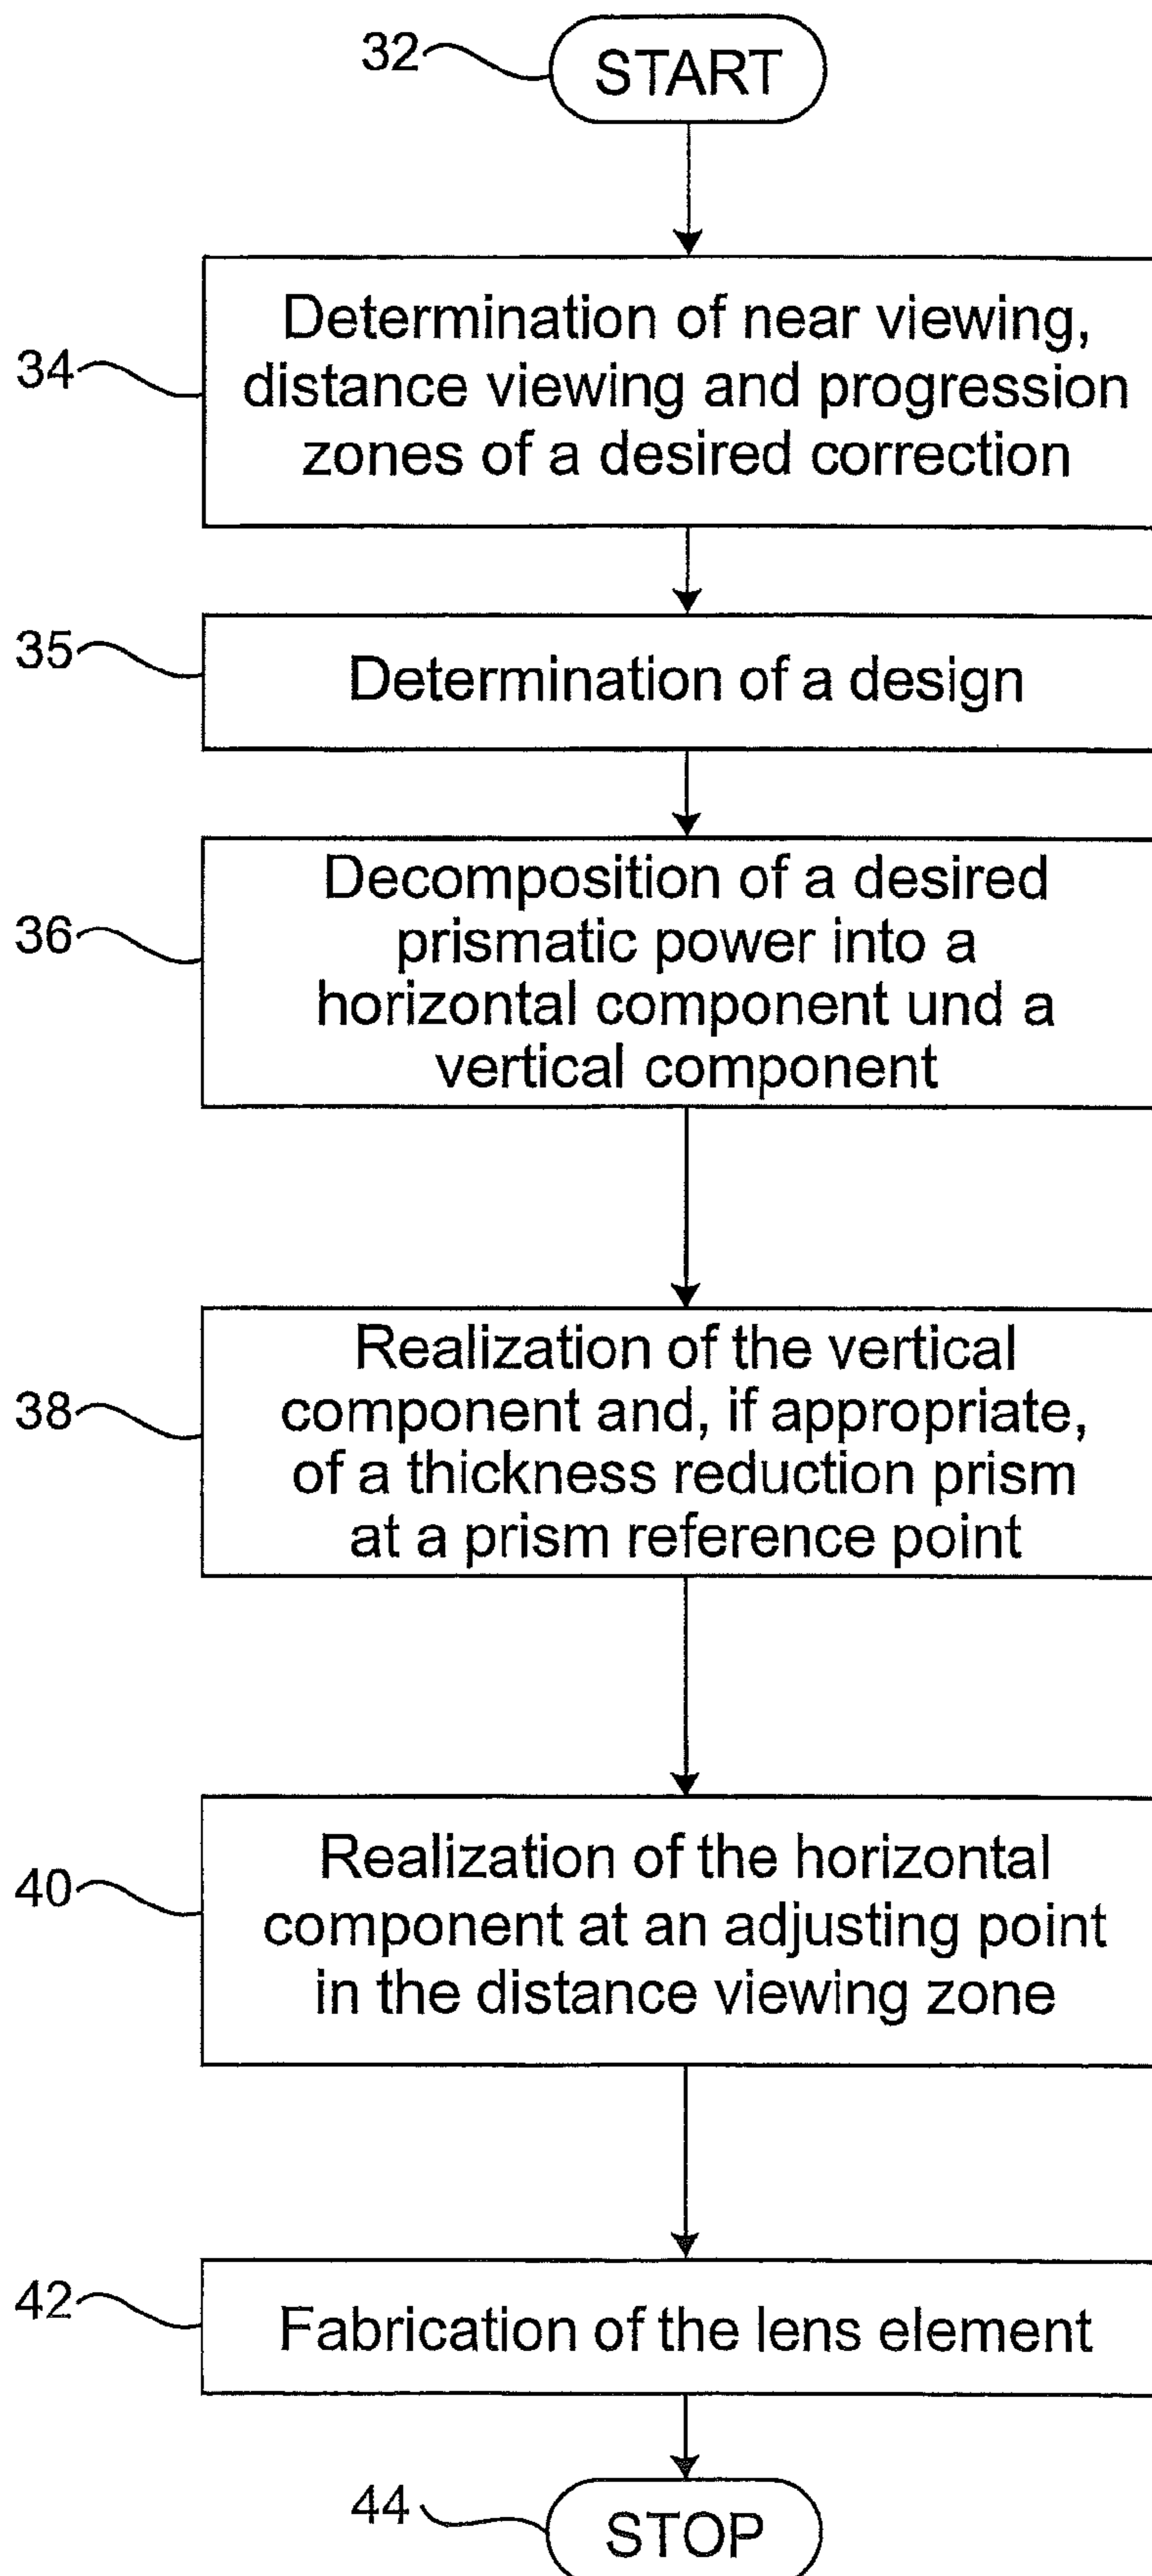 32
START
34
Determination of near viewing,
distance viewing and progression
zones of a desired correction
35
Determination of a design
36
Decomposition of a desired
prismatic power into a
horizontal component und a
vertical component
38
Realization of the vertical
component and, if appropriate,
of a thickness reduction prism
at a prism reference point
40
Realization of the horizontal
component at an adjusting point
in the distance viewing zone
42
Fabrication of the lens element
44
STOP